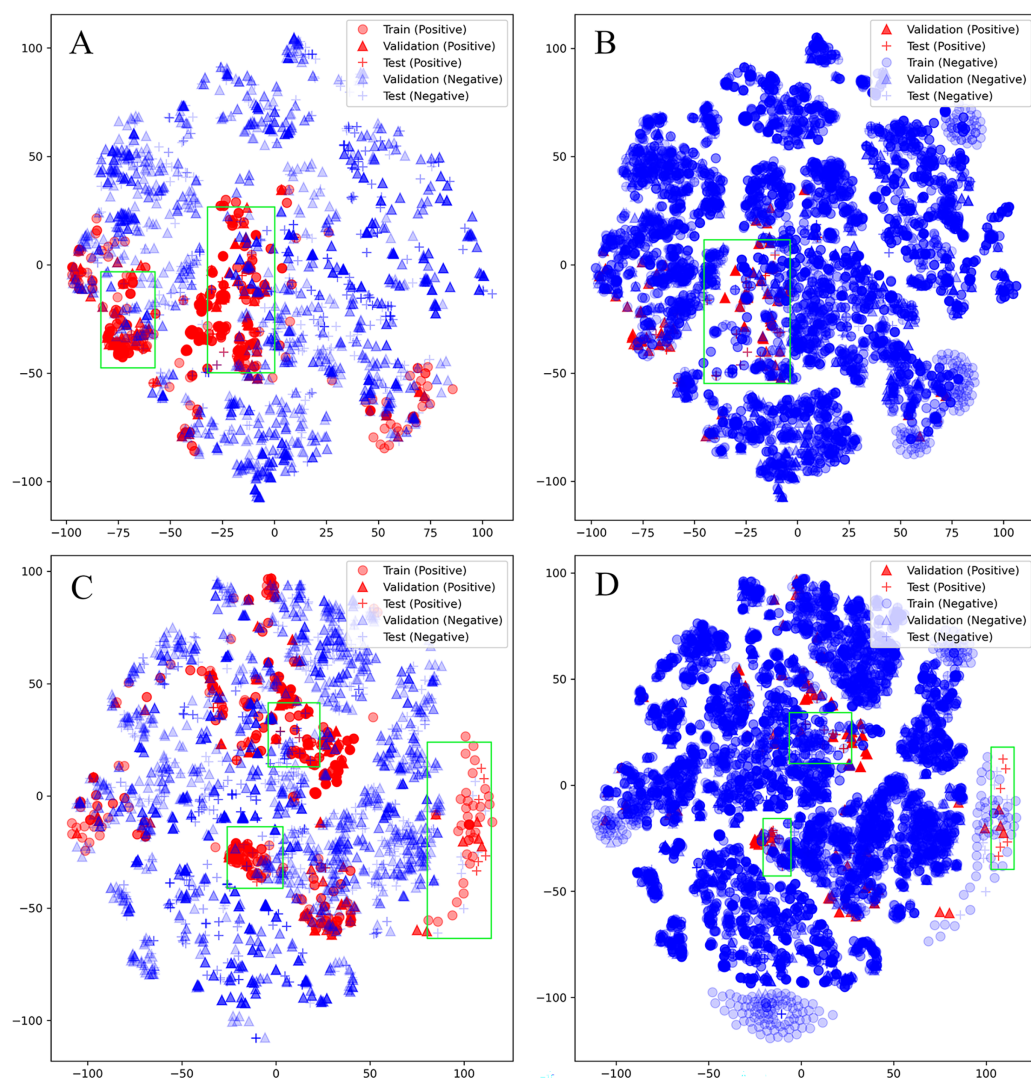 A
Train (Positive)
Validation (Positive)
Test (Positive)
Validation (Negative)
Test (Negative)
100
50
0
−50
−100
−100
−75
−50
−25
0
25
50
75
100
B
Validation (Positive)
Test (Positive)
Train (Negative)
Validation (Negative)
Test (Negative)
100
50
0
−50
−100
−100
−75
−50
−25
0
25
50
75
100
C
Train (Positive)
Validation (Positive)
Test (Positive)
Validation (Negative)
Test (Negative)
100
50
0
−50
−100
−100
−50
0
50
100
D
Validation (Positive)
Test (Positive)
Train (Negative)
Validation (Negative)
Test (Negative)
100
50
0
−50
−100
−100
−50
0
50
100